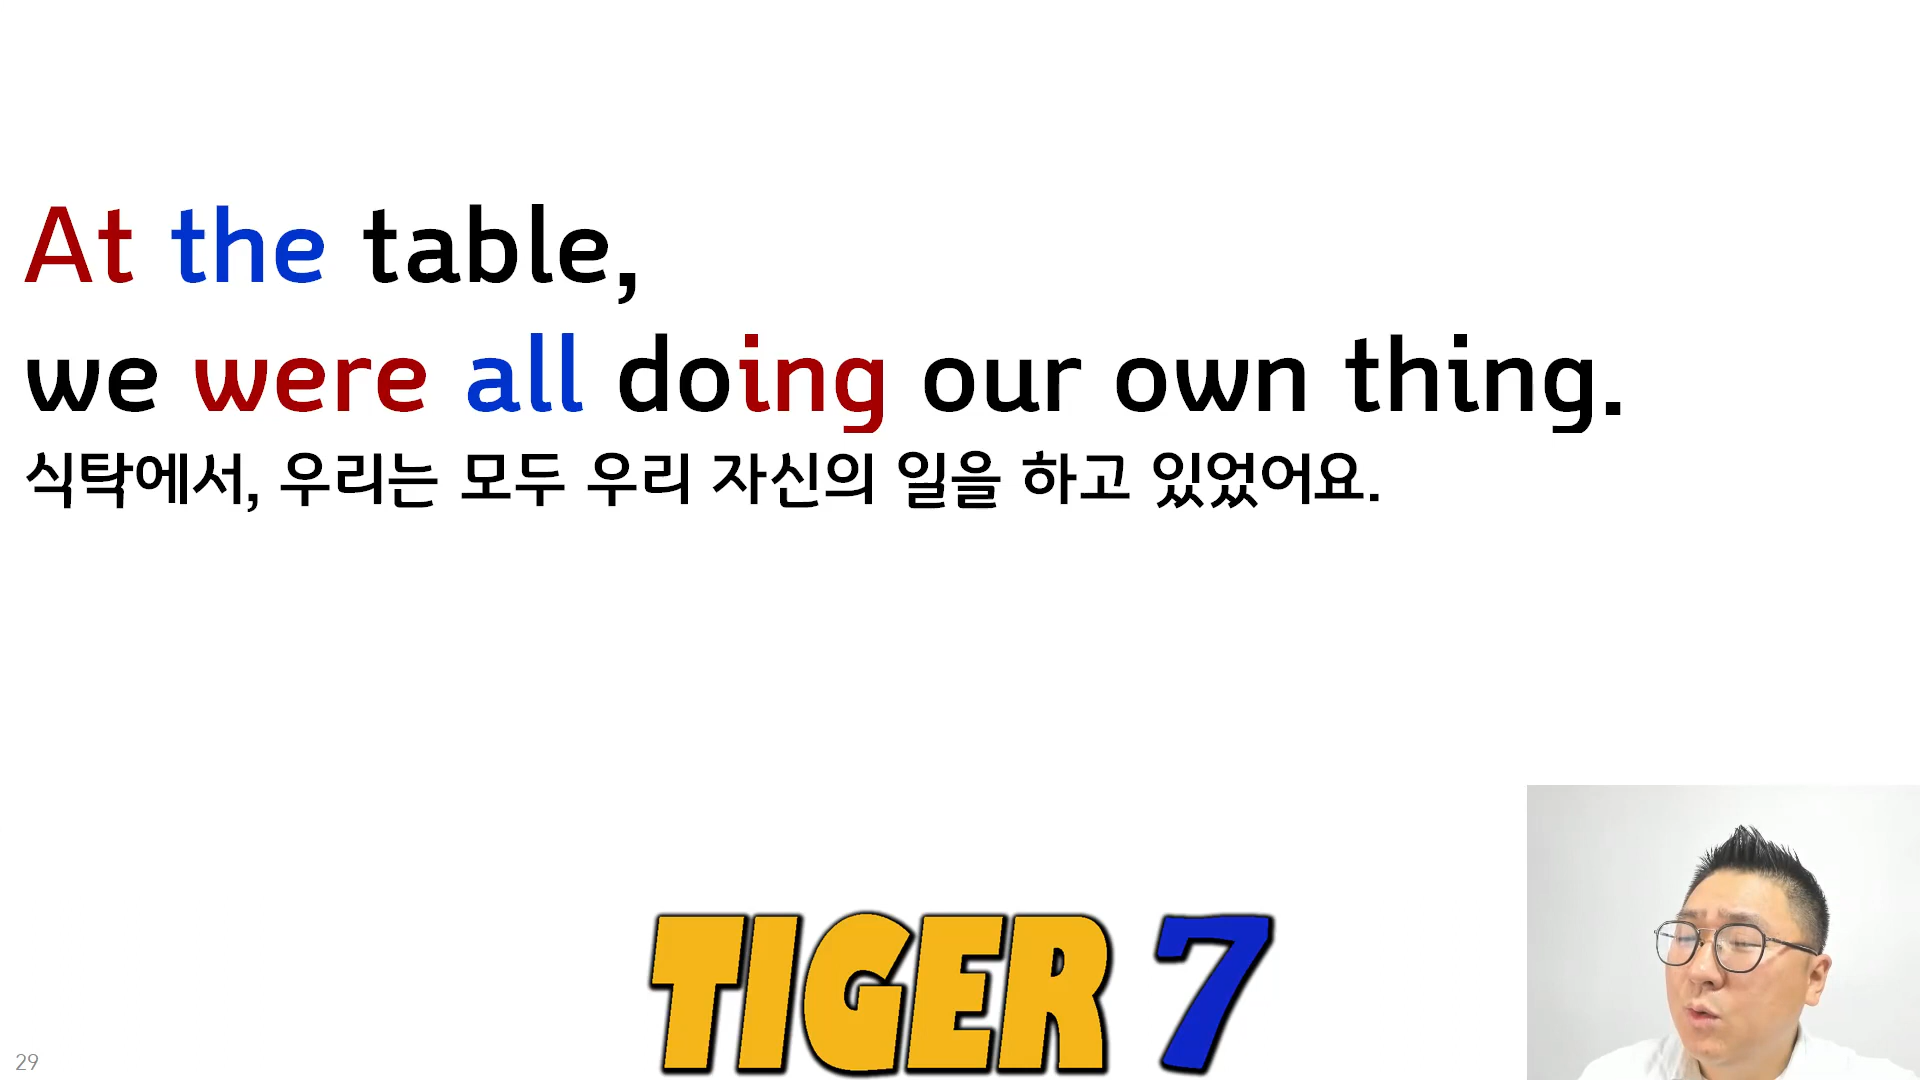 At the table,
we were all doing our own thing.
식탁에서, 우리는 모두 우리 자신의 일을 하고 있었어요.
TIGER 7
29